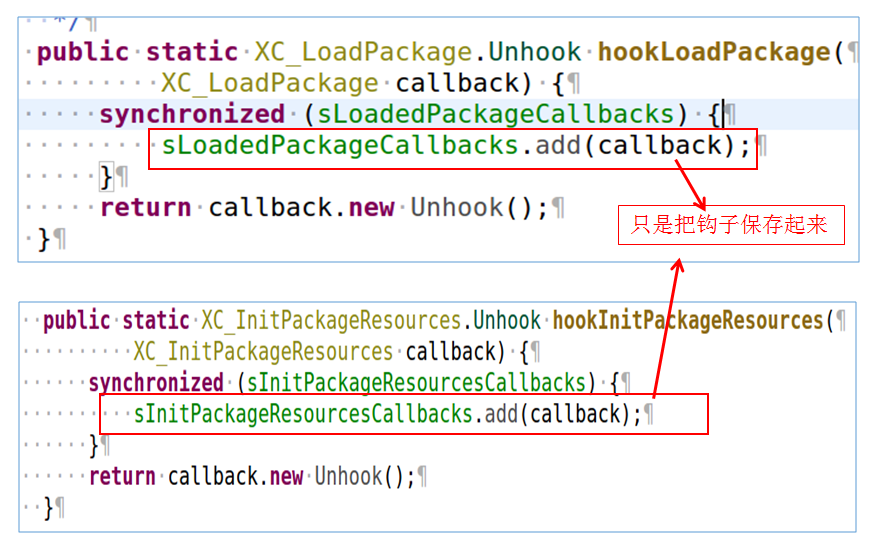 */¶
public static XC_LoadPackage.Unhook hookLoadPackage(¶
XC_LoadPackage callback) {¶
synchronized (sLoadedPackageCallbacks) {¶
sLoadedPackageCallbacks.add(callback);¶
}¶
return callback.new Unhook();¶
}¶
只是把钩子保存起来
public static XC_InitPackageResources.Unhook hookInitPackageResources(¶
XC_InitPackageResources callback) {¶
synchronized (sInitPackageResourcesCallbacks) {¶
sInitPackageResourcesCallbacks.add(callback);¶
}¶
return callback.new Unhook();¶
}¶